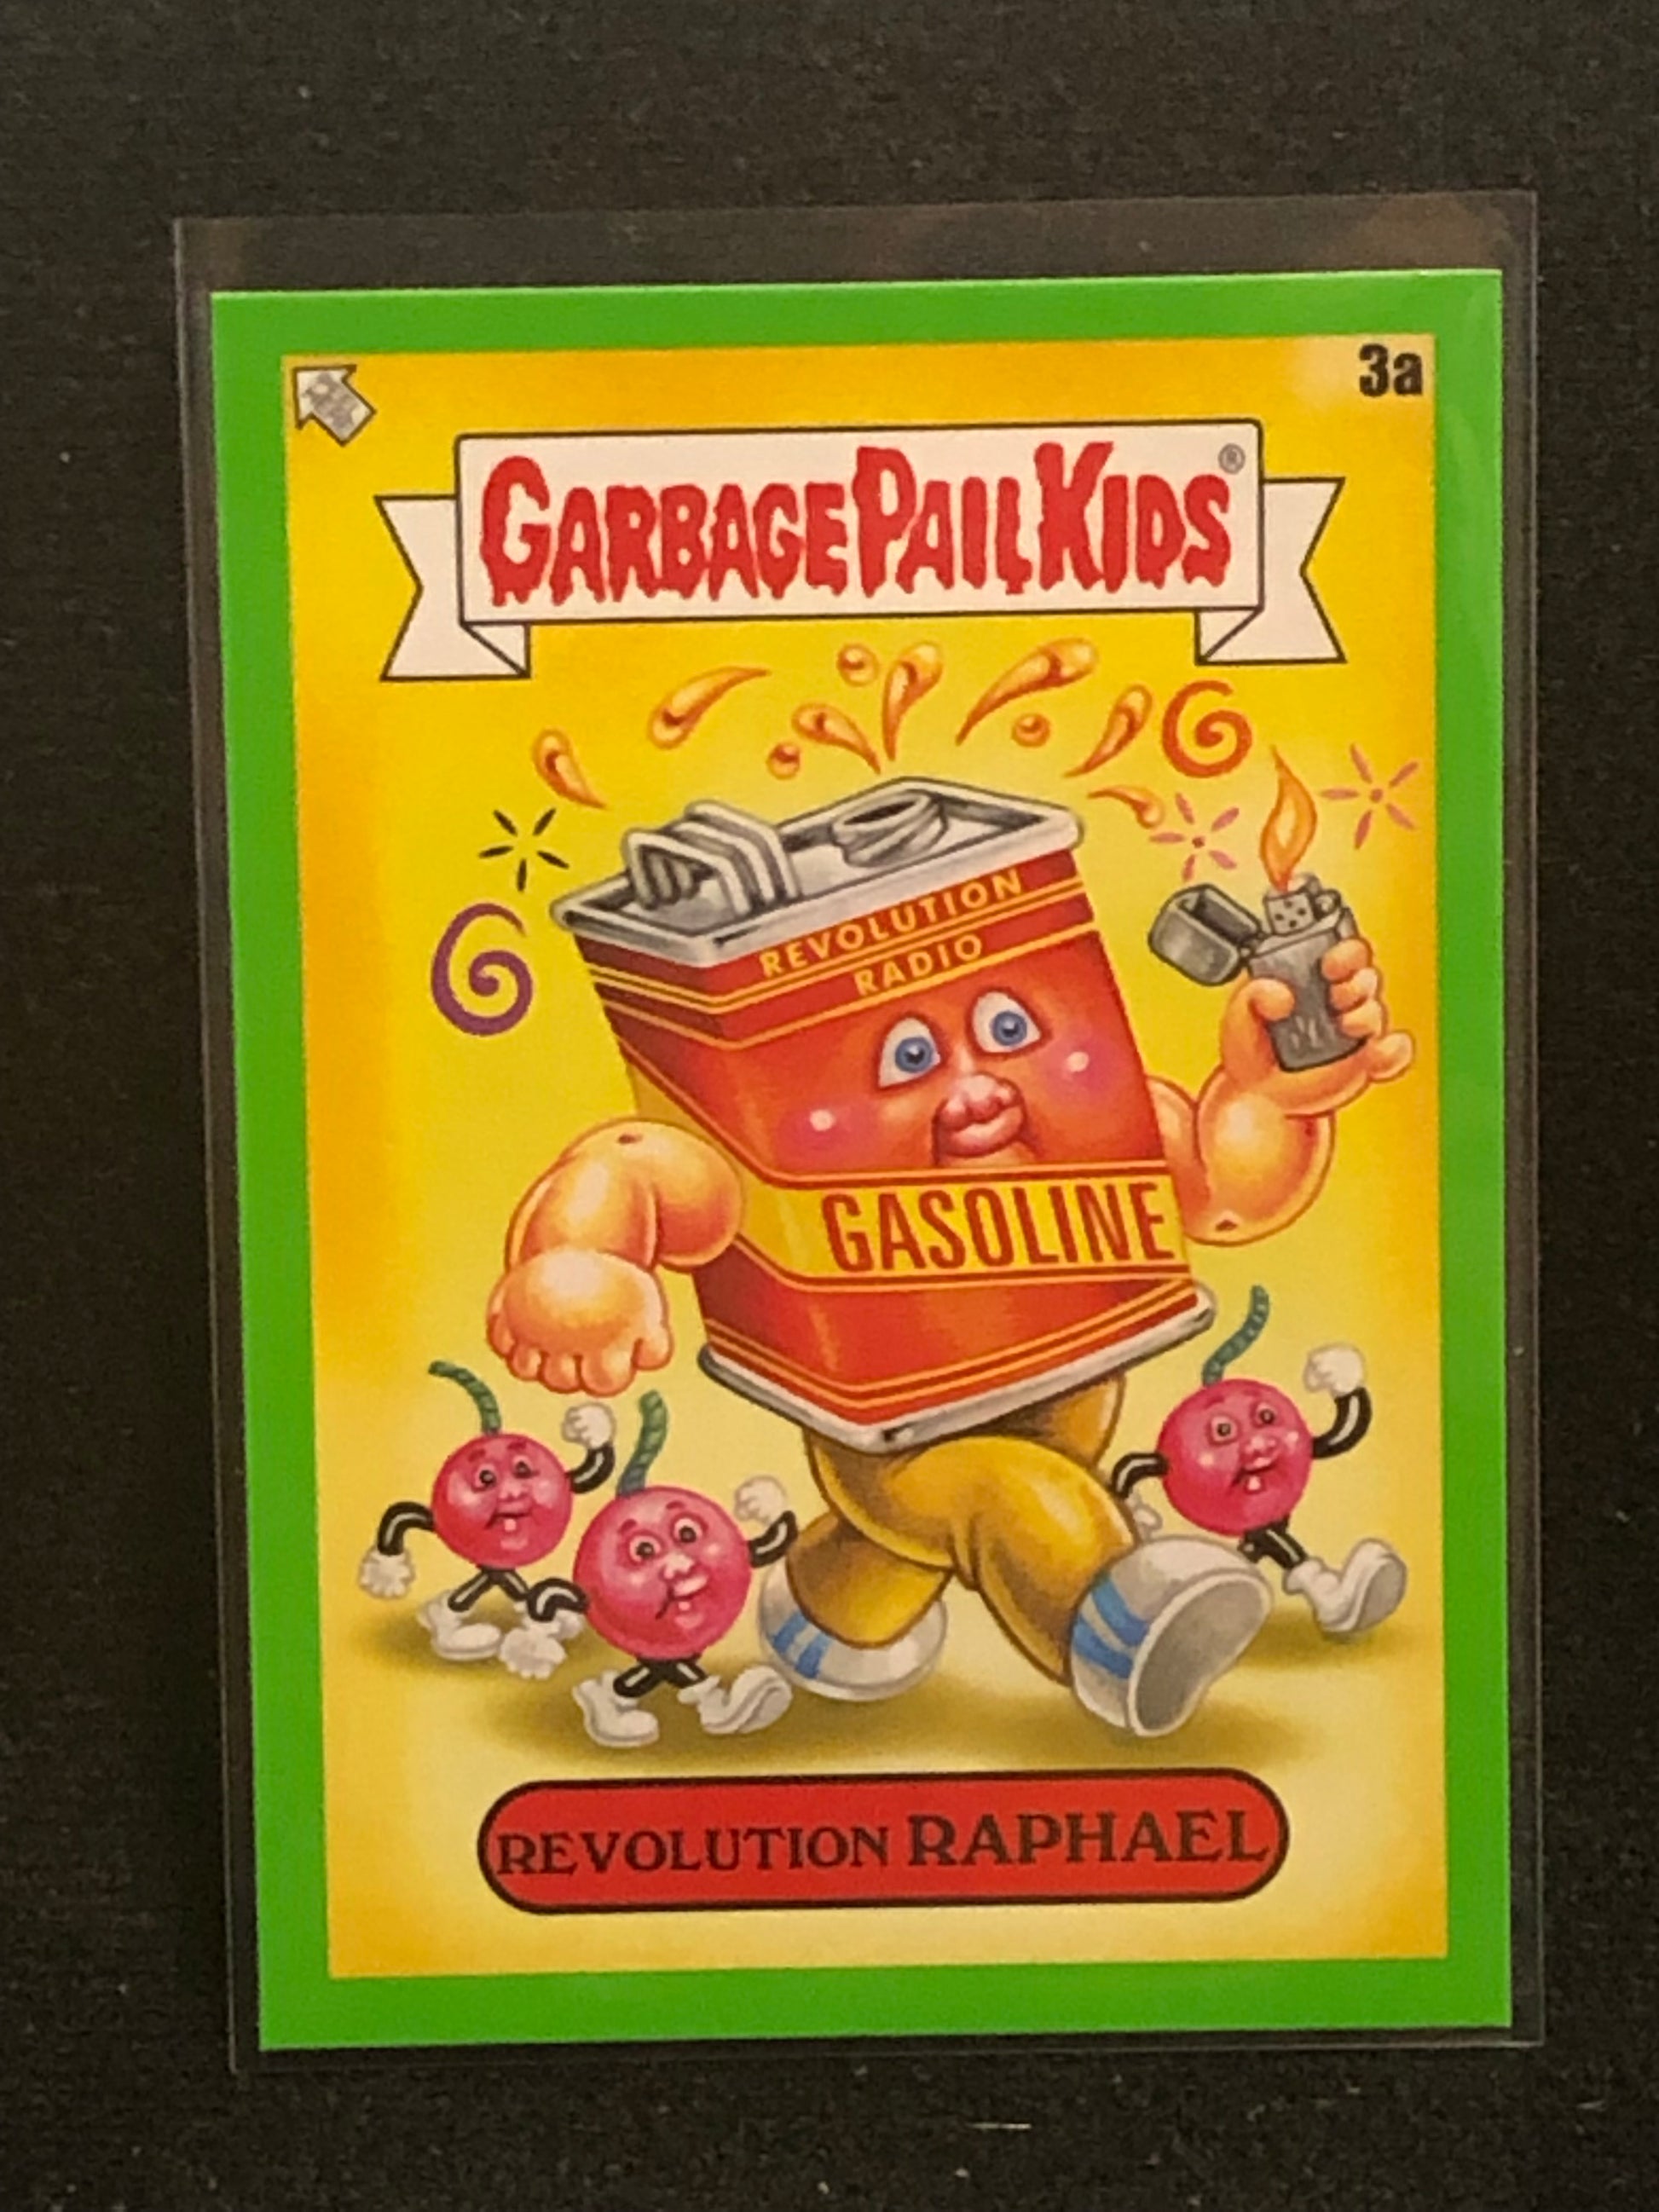 3a
GARBAGE PAIL KIDS®
REVOLUTION
RADIO
GASOLINE
REVOLUTION RAPHAEL